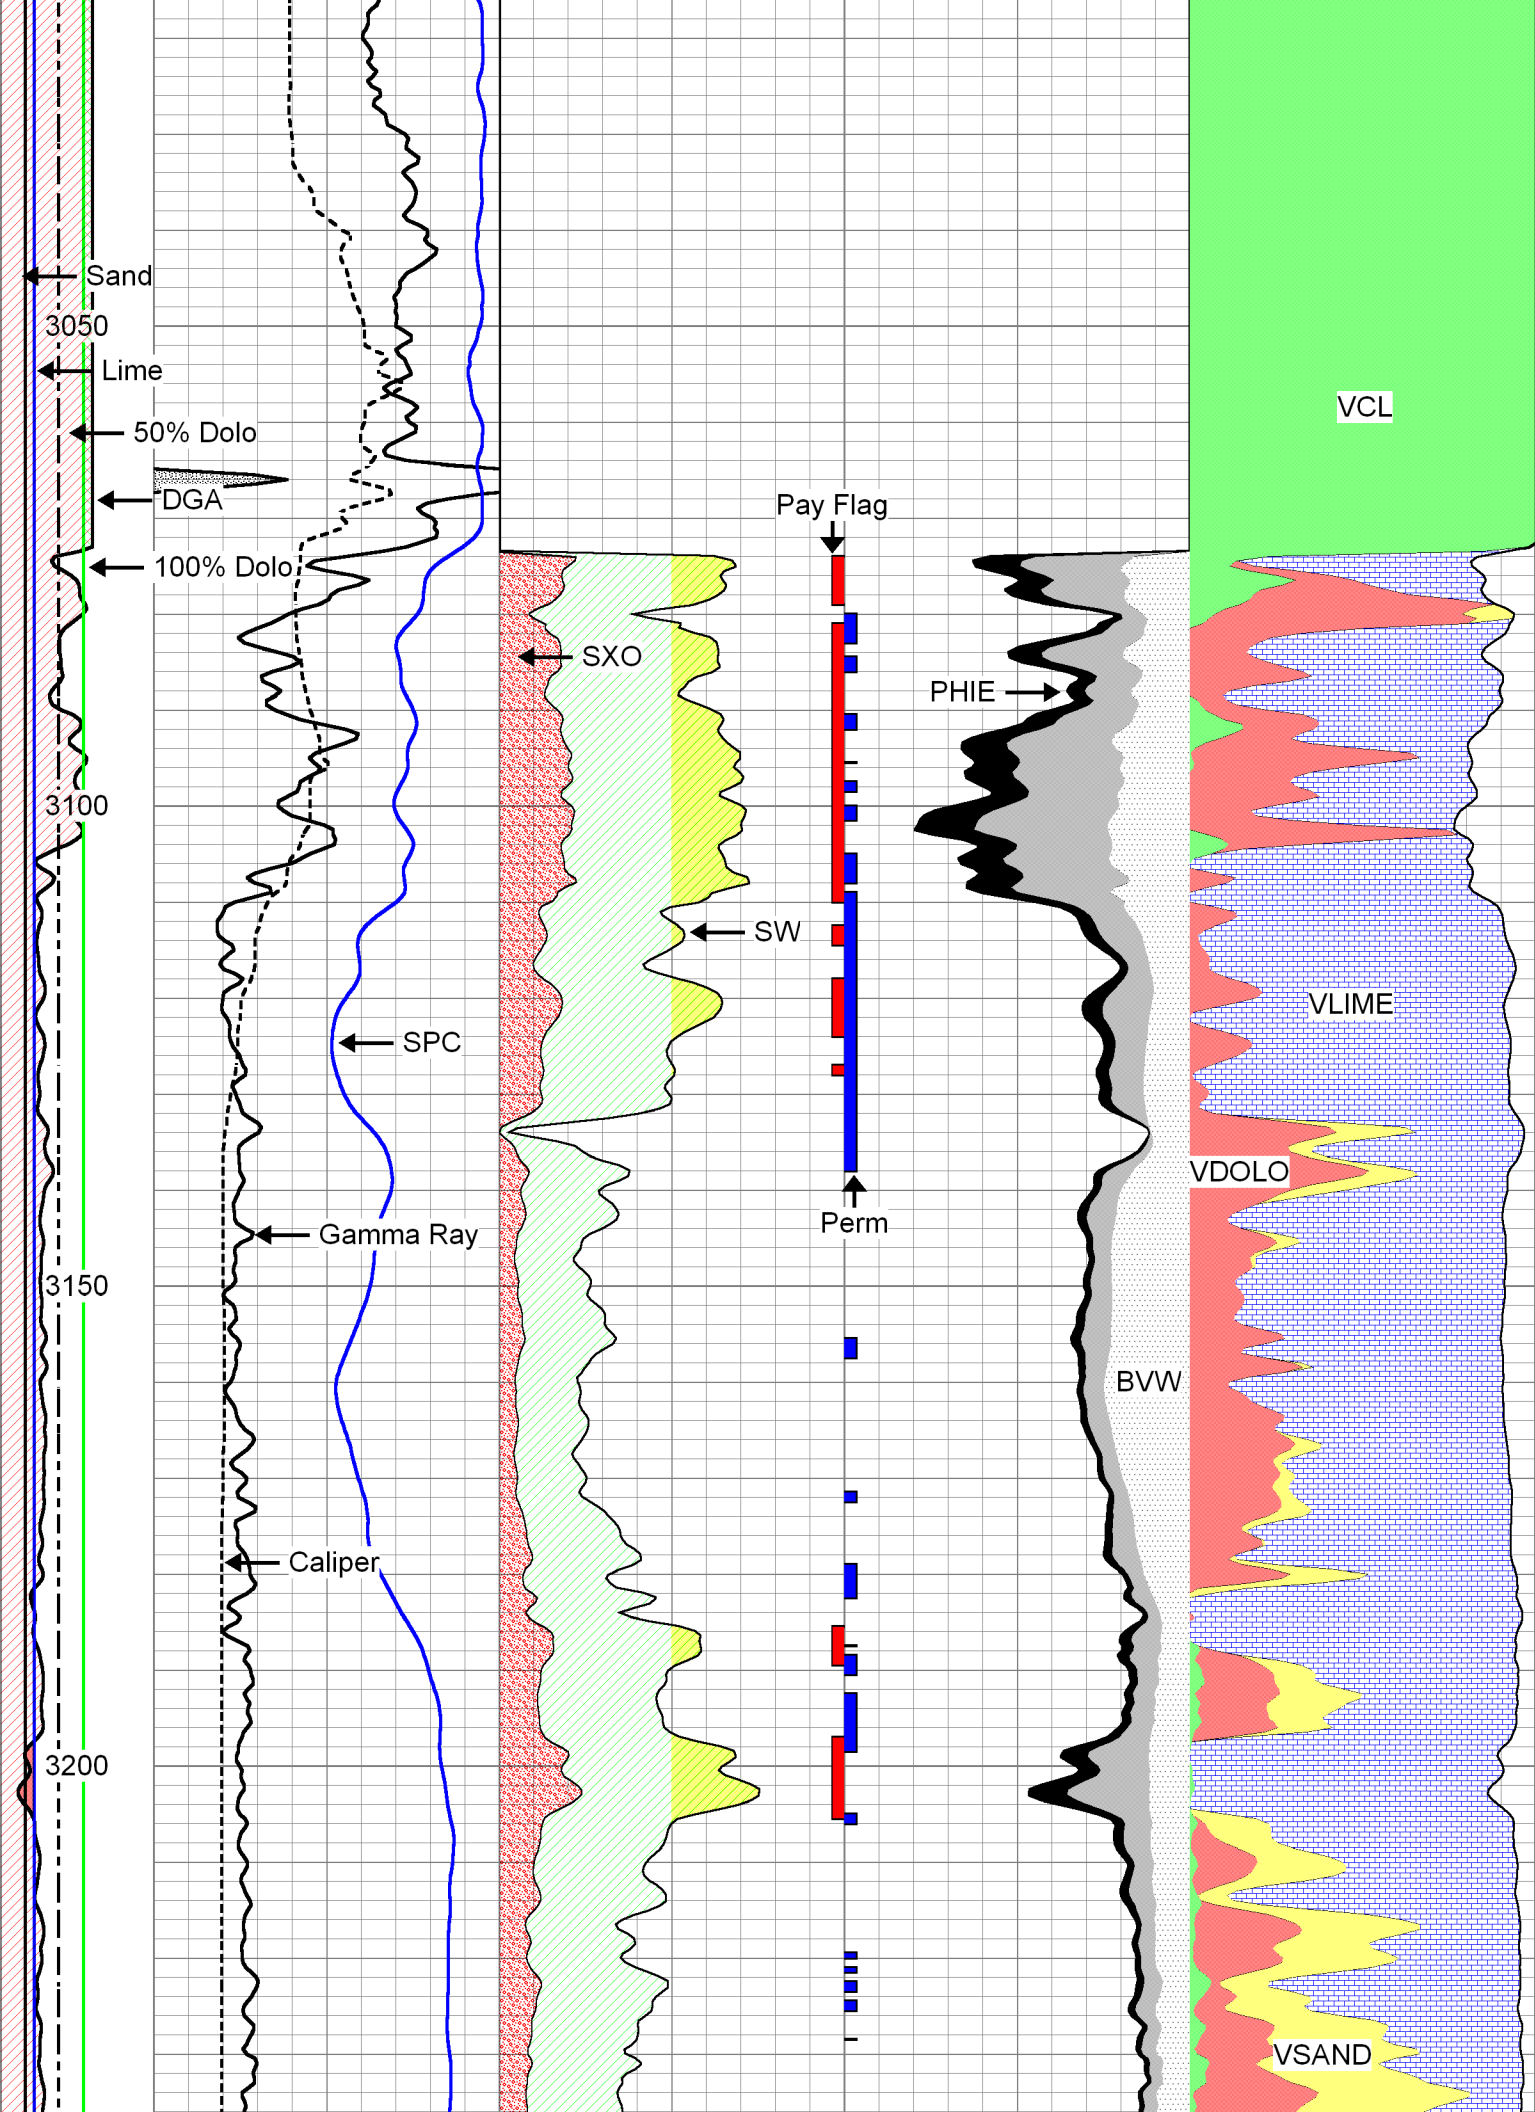 Sand
3050
Lime
VCL
50% Dolo
DGA
Pay Flag
100% Dolo
SXO
PHIE
3100
SW
VLIME
SPC
VDOLO
Perm
Gamma Ray
3150
BVW
Caliper
3200
VSAND